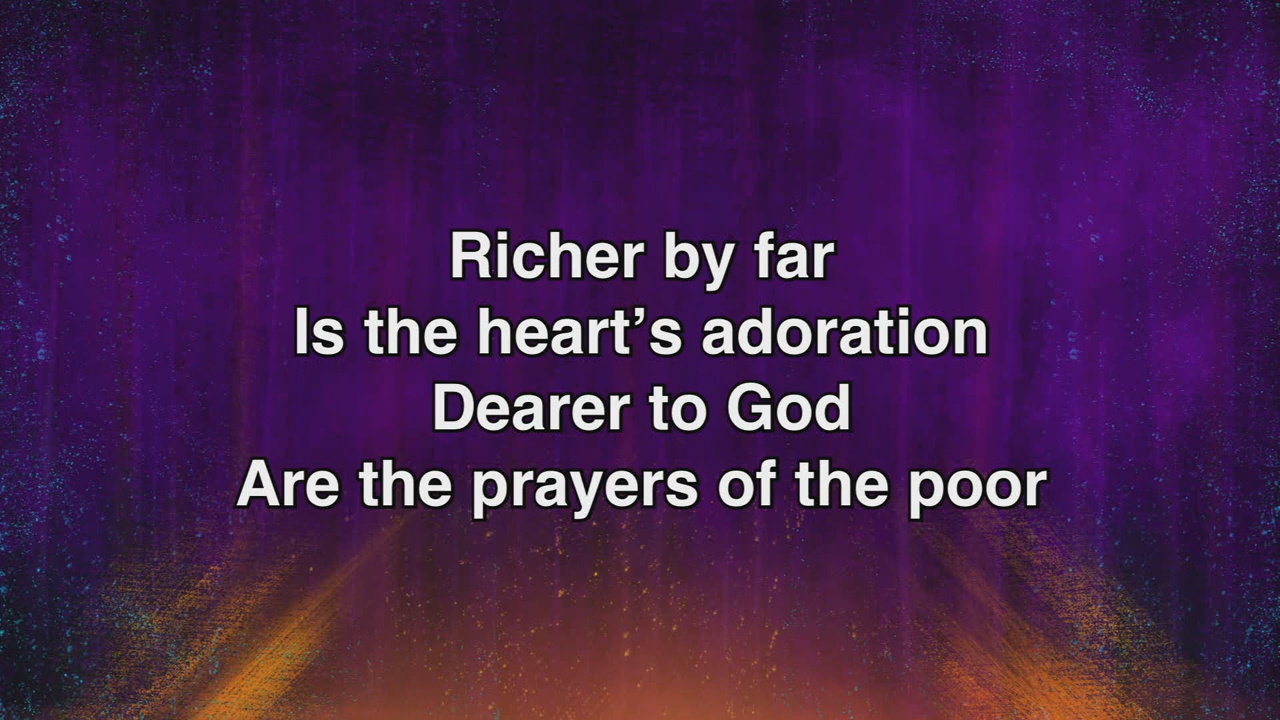 Richer by far
Is the heart’s adoration
Dearer to God
Are the prayers of the poor